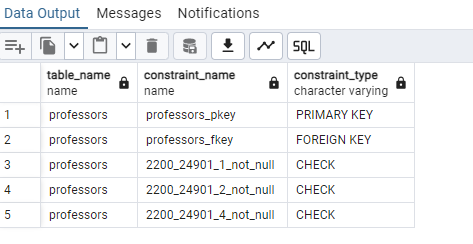 Data Output Messages Notifications
SQL
table_name constraint_name constraint_type
name name character varying
1 professors professors_pkey PRIMARY KEY
2 professors professors_fkey FOREIGN KEY
3 professors 2200_24901_1_not_null CHECK
4 professors 2200_24901_2_not_null CHECK
5 professors 2200_24901_4_not_null CHECK